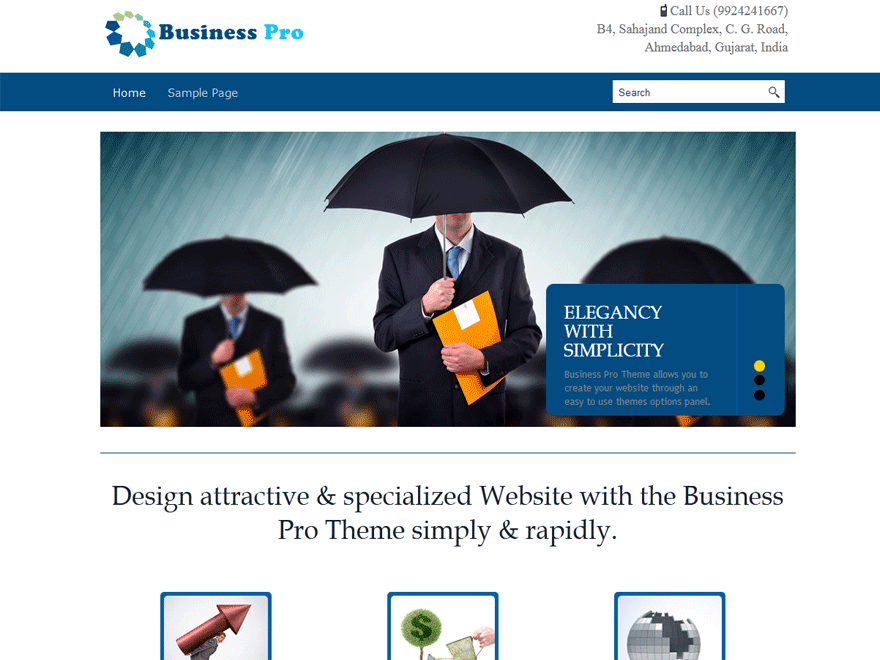 Business Pro
Call Us (9924241667)
B4, Sahajand Complex, C. G. Road,
Ahmedabad, Gujarat, India
Home
Sample Page
Search
ELEGANCY
WITH
SIMPLICITY
Business Pro Theme allows you to
create your website through an
easy to use themes options panel.
Design attractive & specialized Website with the Business
Pro Theme simply & rapidly.
$